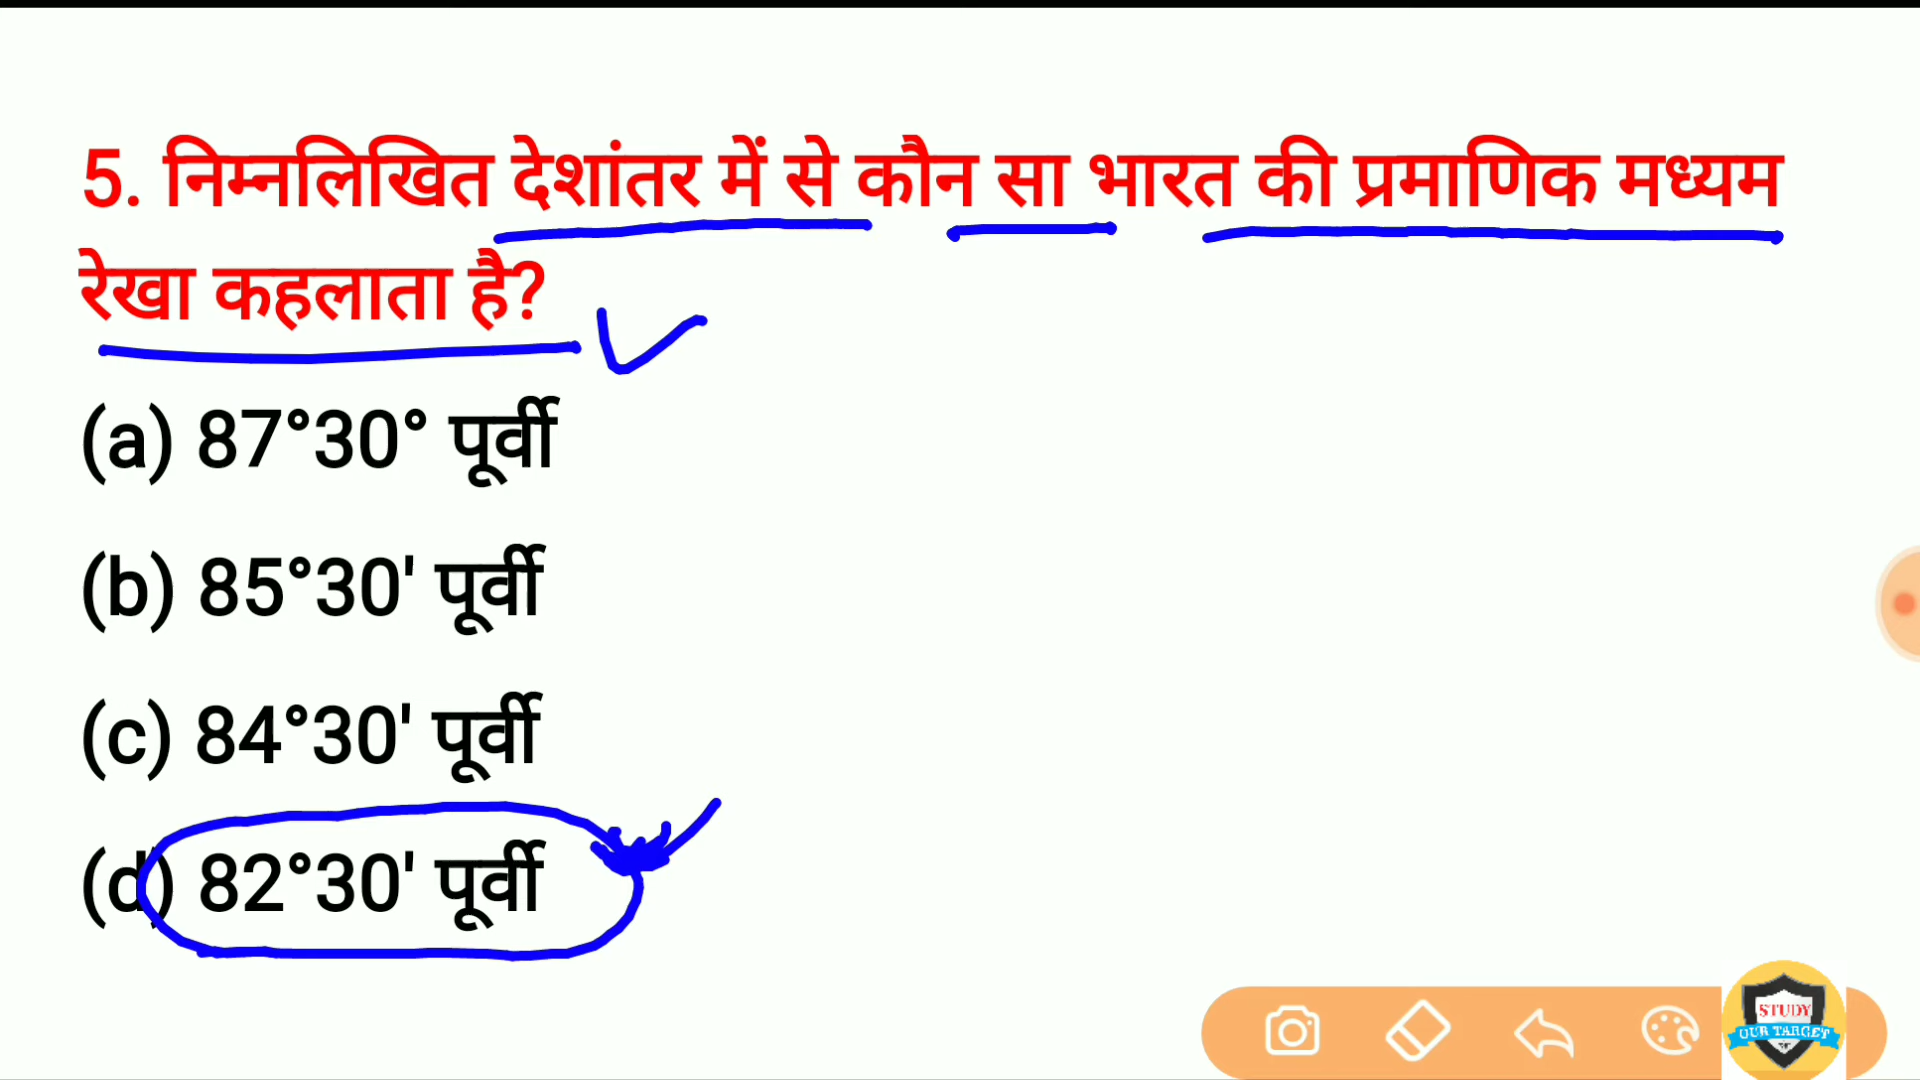 5. निम्नलिखित देशांतर में से कौन सा भारत की प्रमाणिक मध्यम
रेखा कहलाता है?
(a) 87°30° पूर्वी
(b) 85°30' पूर्वी
(c) 84°30' पूर्वी
(d) 82°30' पूर्वी
STUDY
OUR TARGET